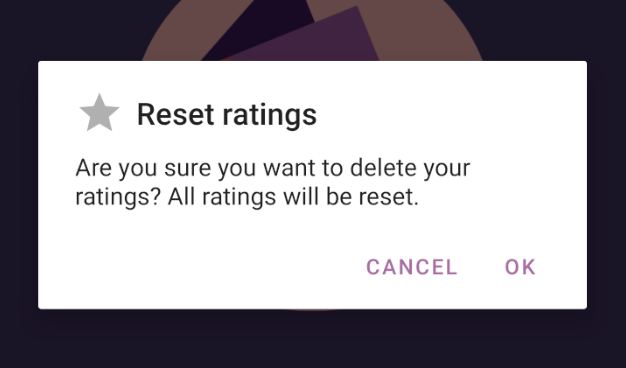 Reset ratings
Are you sure you want to delete your
ratings? All ratings will be reset.
CANCEL OK